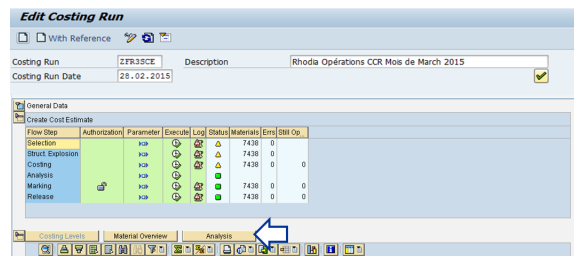 Edit Costing Run
With Reference
Costing Run ZFR3SCE Description Rhodia Opérations CCR Mois de March 2015
Costing Run Date 28.02.2015
General Data
Create Cost Estimate
Flow Step Authorization Parameter Execute Log Status Materials Errs Still Op_
Selection 7438 0
Struct. Explosion 7438 0
Costing 7438 0 0
Analysis
Marking 7438 0 0
Release 7438 0 0
Costing Levels Material Overview Analysis